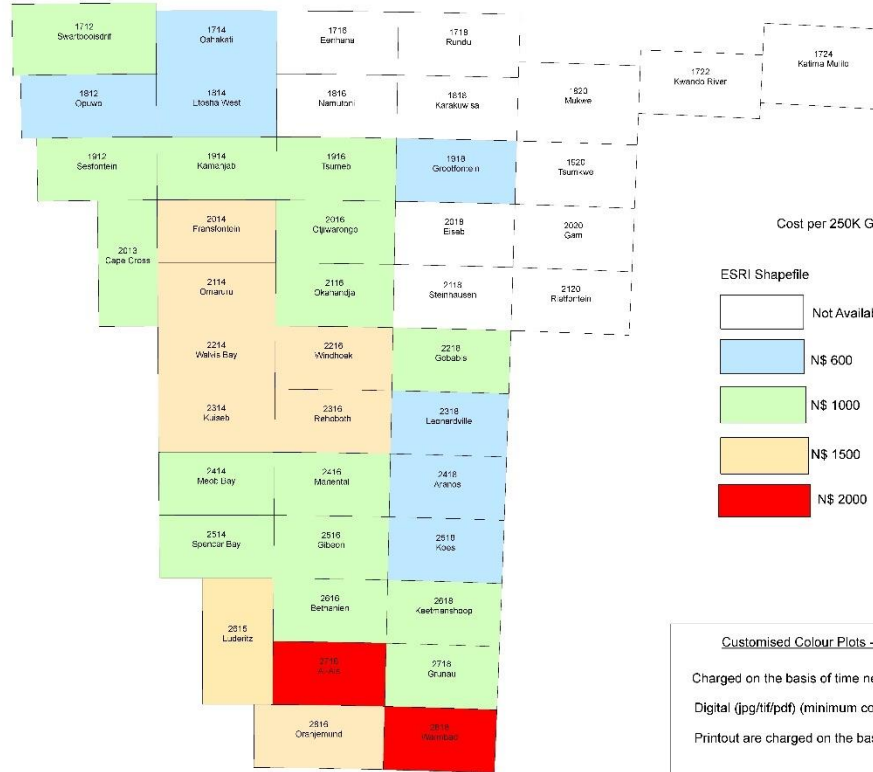 1712
Swartbooisdrif
1714
Oshakati
1716
Eenhana
1718
Rundu
1724
Katima Mulilo
1722
Kwando River
1812
Opuwo
1814
Etosha West
1816
Namutoni
1818
Karakuwisa
1820
Mukwe
1912
Sesfontein
1914
Kamanjab
1916
Tsumeb
1918
Grootfontein
1920
Tsumkwe
2013
Cape Cross
2014
Fransfontein
2016
Otjiwarongo
2018
Eiseb
2020
Gam
Cost per 250K G
2114
Omaruru
2116
Okahandja
2118
Steinhausen
2120
Rietfontein
ESRI Shapefile
Not Availab
N$ 600
N$ 1000
N$ 1500
N$ 2000
2214
Walvis Bay
2216
Windhoek
2218
Gobabis
2314
Kuiseb
2316
Rehoboth
2318
Leonardville
2414
Meob Bay
2416
Mariental
2418
Aranos
2514
Spencer Bay
2516
Gibeon
2518
Koes
2615
Luderitz
2616
Bethanien
2618
Keetmanshoop
2716
Ai-Ais
2718
Grunau
2816
Oranjemund
2818
Warmbad
Customised Colour Plots -
Charged on the basis of time ne
Digital (jpg/tif/pdf) (minimum co
Printout are charged on the bas